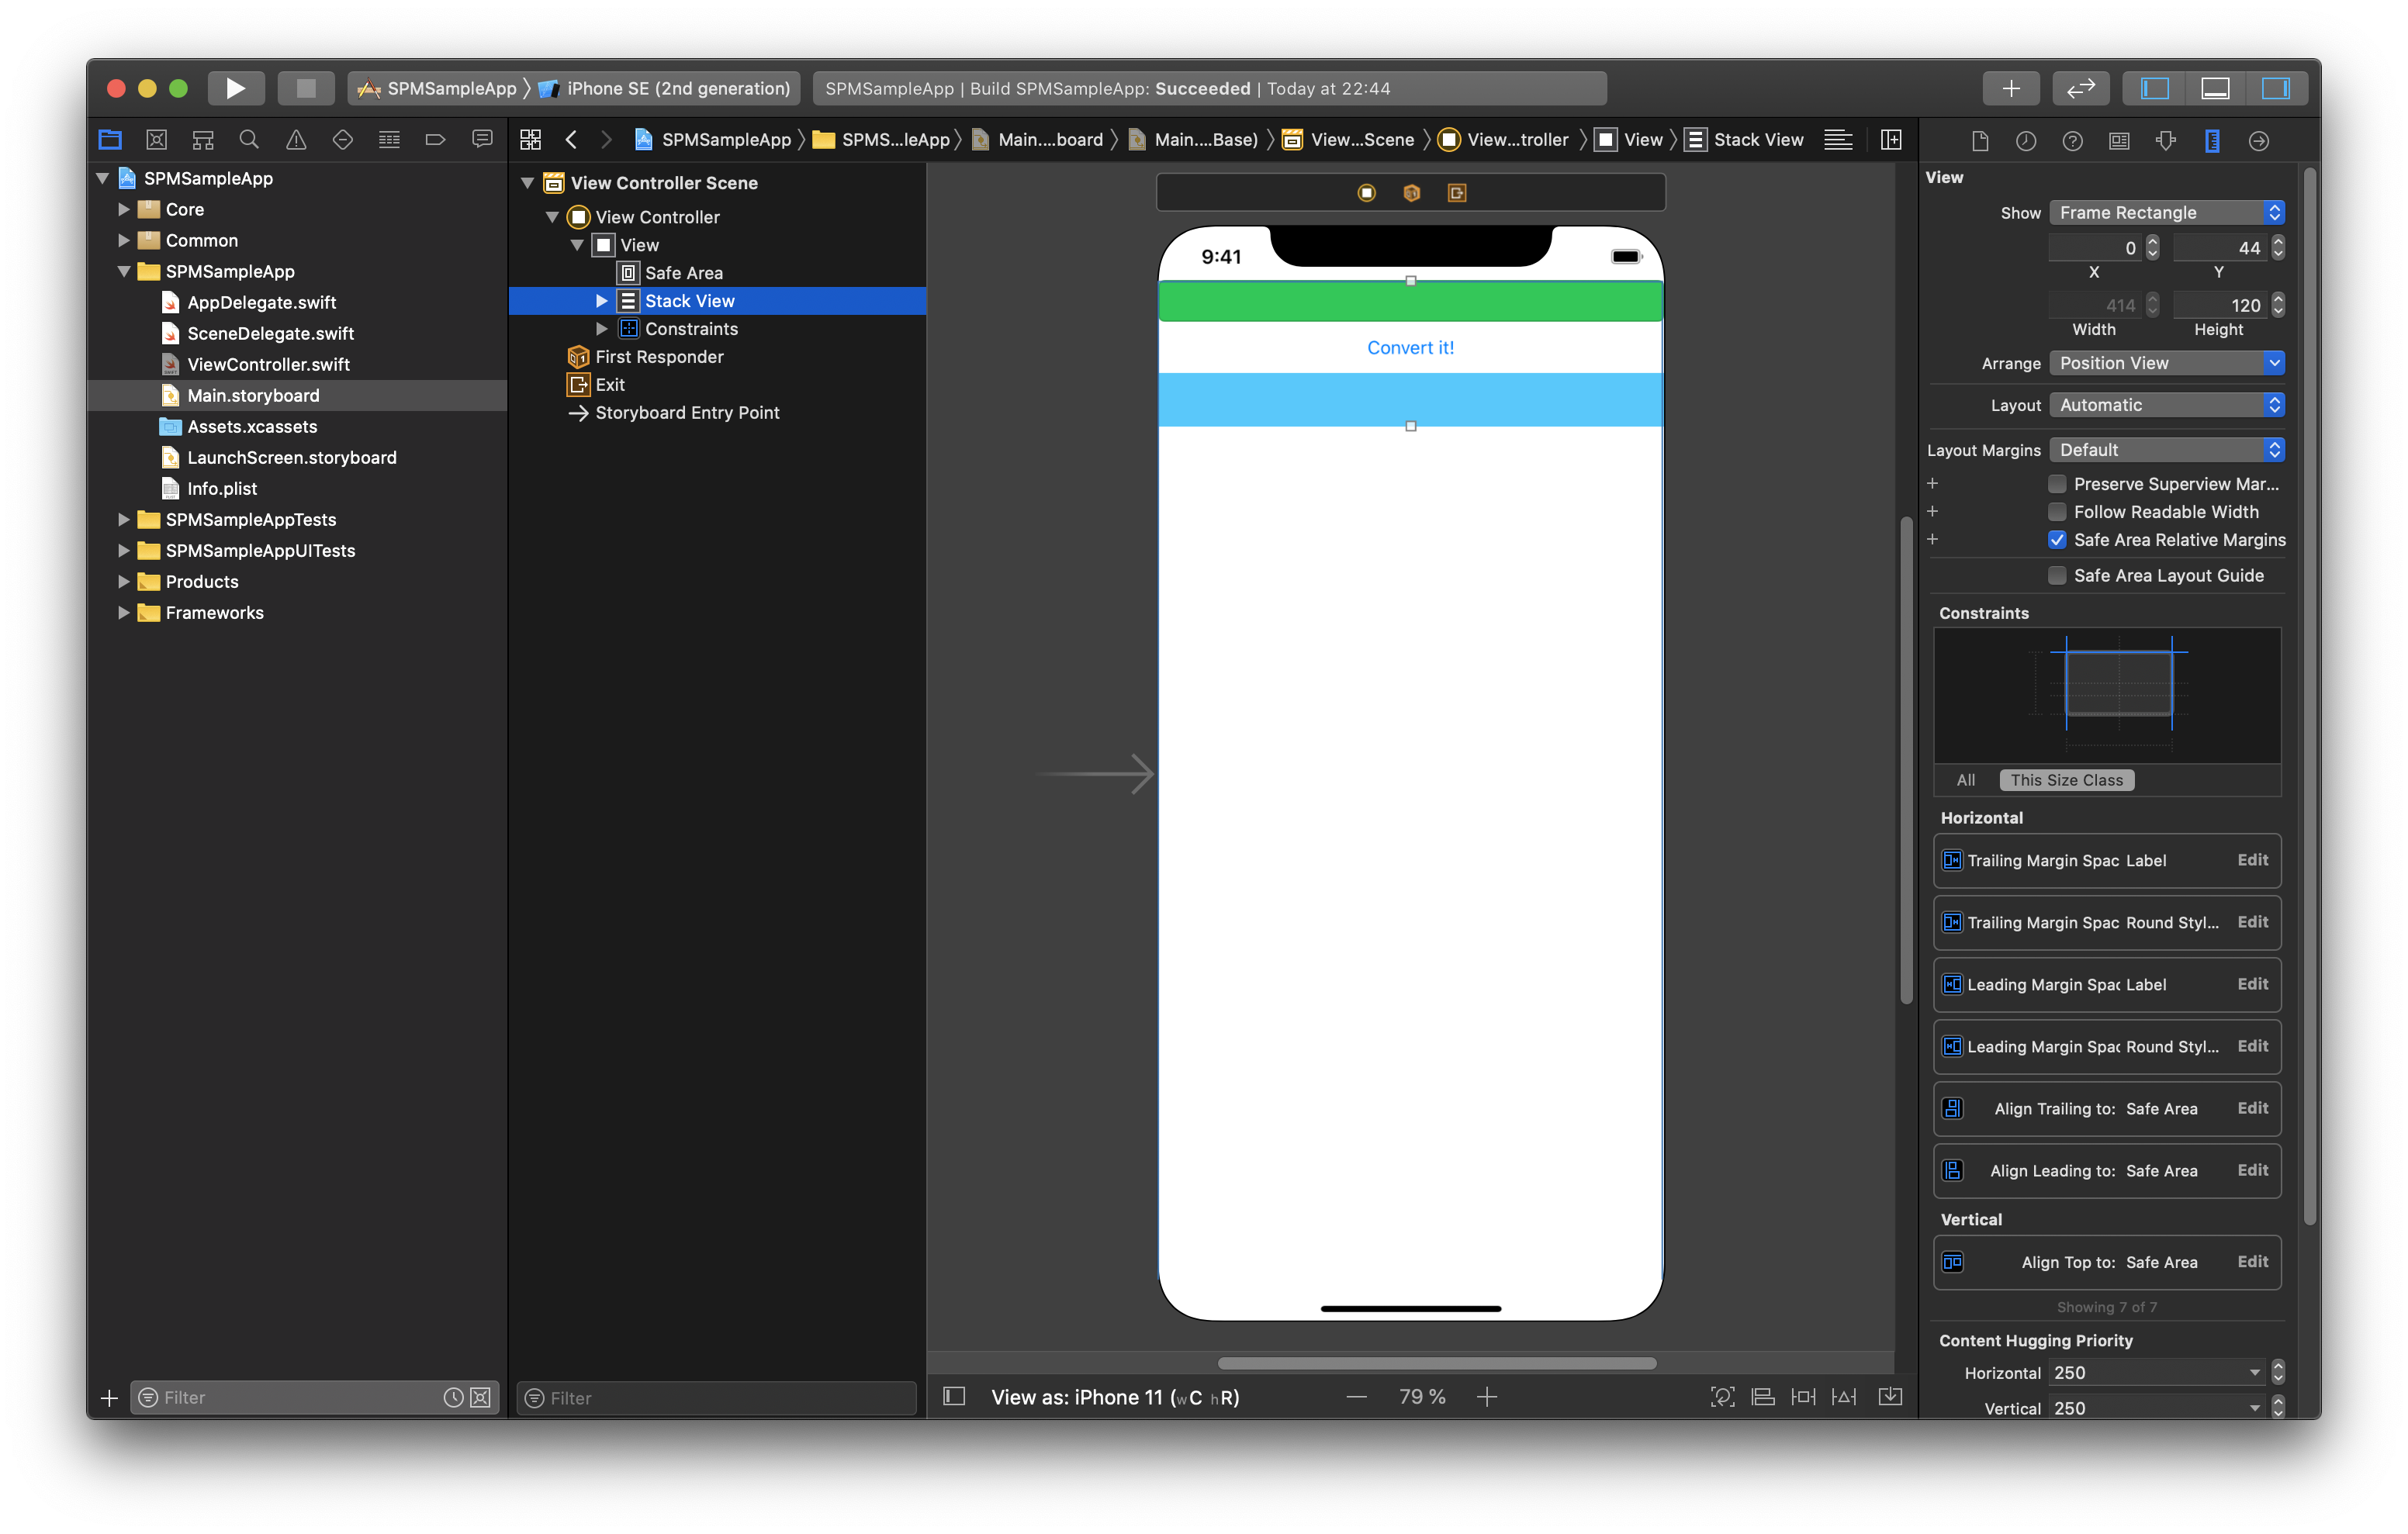 SPMSampleApp
iPhone SE (2nd generation)
SPMSampleApp | Build SPMSampleApp: Succeeded | Today at 22:44
SPMSampleApp
SPMS...leApp
Main....board
Main....Base)
View...Scene
View...troller
View
Stack View
SPMSampleApp
Core
Common
SPMSampleApp
AppDelegate.swift
SceneDelegate.swift
ViewController.swift
Main.storyboard
Assets.xcassets
LaunchScreen.storyboard
Info.plist
SPMSampleAppTests
SPMSampleAppUITests
Products
Frameworks
Filter
View Controller Scene
View Controller
View
Safe Area
Stack View
Constraints
First Responder
Exit
Storyboard Entry Point
Filter
9:41
Convert it!
View as: iPhone 11 (wC hR)
79 %
View
Show Frame Rectangle
0 44
X Y
414 120
Width Height
Arrange Position View
Layout Automatic
Layout Margins Default
Preserve Superview Mar...
Follow Readable Width
Safe Area Relative Margins
Safe Area Layout Guide
Constraints
All This Size Class
Horizontal
Trailing Margin Spac Label Edit
Trailing Margin Spac Round Styl... Edit
Leading Margin Spac Label Edit
Leading Margin Spac Round Styl... Edit
Align Trailing to: Safe Area Edit
Align Leading to: Safe Area Edit
Vertical
Align Top to: Safe Area Edit
Showing 7 of 7
Content Hugging Priority
Horizontal 250
Vertical 250